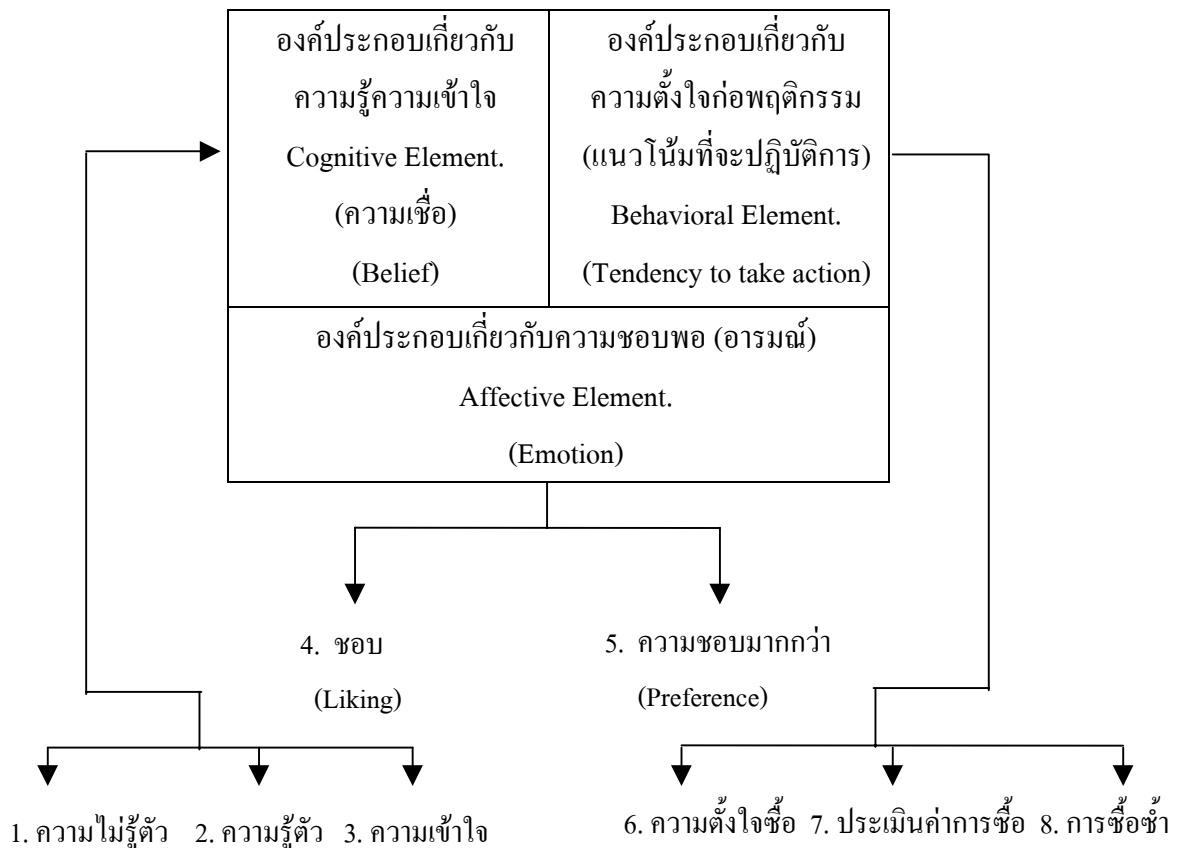 องค์ประกอบเกี่ยวกับ
ความรู้ความเข้าใจ
Cognitive Element.
(ความเชื่อ)
(Belief)
องค์ประกอบเกี่ยวกับ
ความตั้งใจก่อพฤติกรรม
(แนวโน้มที่จะปฏิบัติการ)
Behavioral Element.
(Tendency to take action)
องค์ประกอบเกี่ยวกับความชอบพอ (อารมณ์)
Affective Element.
(Emotion)
4. ชอบ
(Liking)
5. ความชอบมากกว่า
(Preference)
1. ความไม่รู้ตัว 2. ความรู้ตัว 3. ความเข้าใจ
6. ความตั้งใจซื้อ 7. ประเมินค่าการซื้อ 8. การซื้อซ้ำ